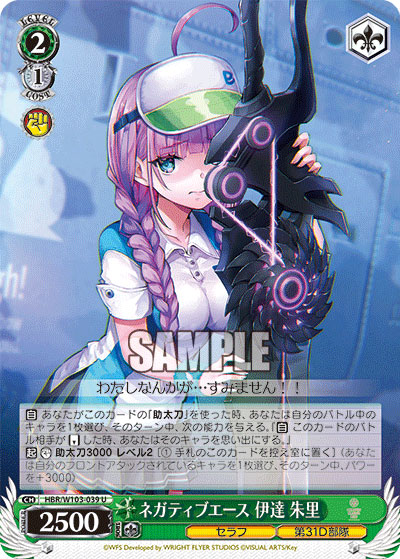 LEVEL
2
1
COST
SAMPLE
わたしなんかが…すみません！！
自 あなたがこのカードの「助太刀」を使った時、あなたは自分のバトル中の
キャラを1枚選び、そのターン中、次の能力を与える。『自 このカードのバト
ル相手が【リバース】した時、あなたはそのキャラを思い出にする。』
起 助太刀3000 レベル2 ［① 手札のこのカードを控え室に置く］（あなたは
自分のフロントアタックされているキャラを1枚選び、そのターン中、パワー
を＋3000）
CH HBR/W103-039 U
2500
ネガティブエース 伊達 朱里
セラフ
第31D部隊
©WFS Developed by WRIGHT FLYER STUDIOS ©VISUAL ARTS/Key